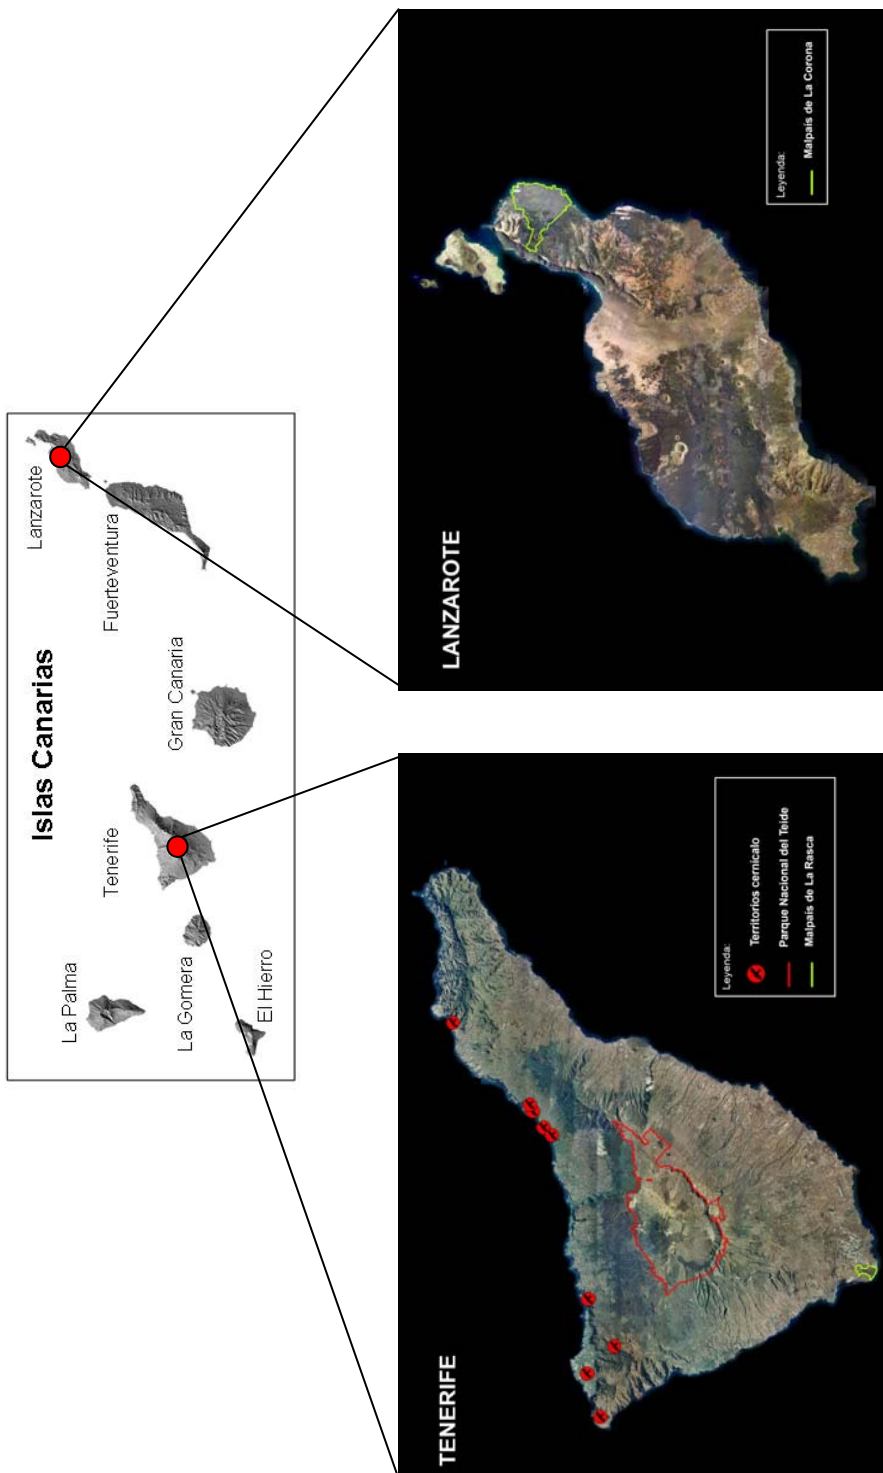 Islas Canarias
La Palma
La Gomera
El Hierro
Tenerife
Gran Canaria
Fuerteventura
Lanzarote
TENERIFE
Leyenda:
Territorios cernícalo
Parque Nacional del Teide
Malpaís de La Rasca
LANZAROTE
Leyenda:
Malpaís de La Corona